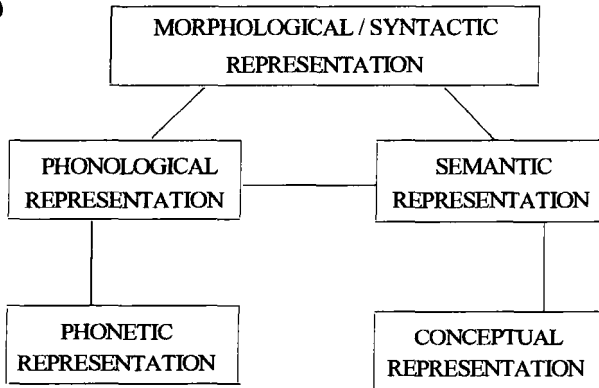 )
MORPHOLOGICAL / SYNTACTIC
REPRESENTATION
PHONOLOGICAL
REPRESENTATION
SEMANTIC
REPRESENTATION
PHONETIC
REPRESENTATION
CONCEPTUAL
REPRESENTATION